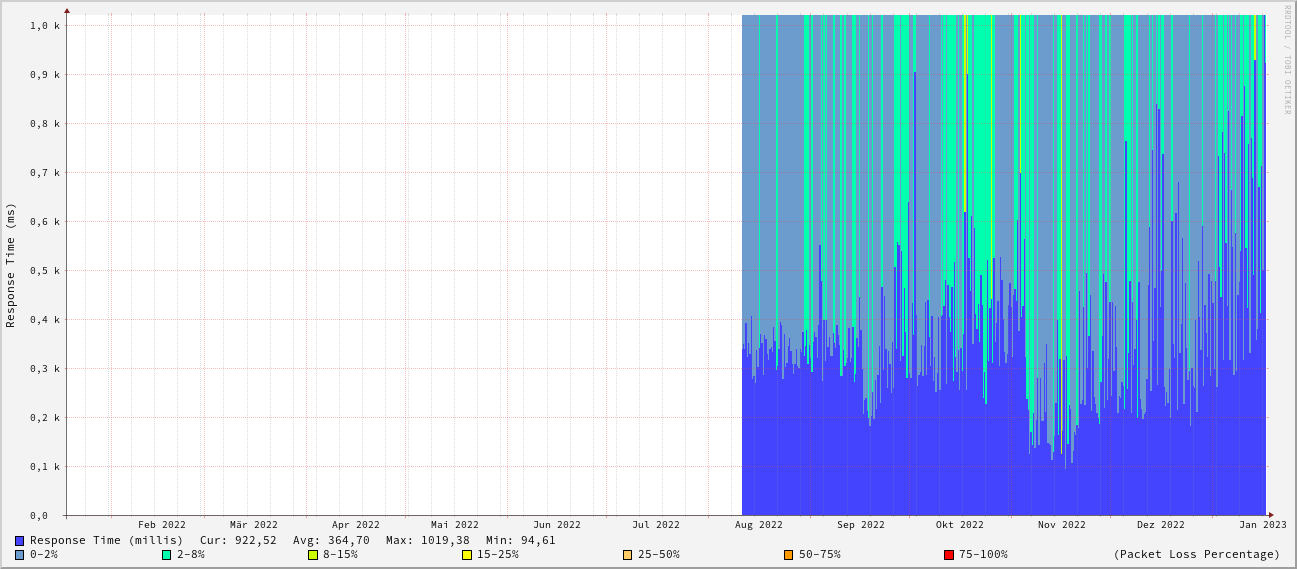 RRDTOOL / TOBI OETIKER
Response Time (ms)
1,0 k
0,9 k
0,8 k
0,7 k
0,6 k
0,5 k
0,4 k
0,3 k
0,2 k
0,1 k
0,0
Feb 2022 Mär 2022 Apr 2022 Mai 2022 Jun 2022 Jul 2022 Aug 2022 Sep 2022 Okt 2022 Nov 2022 Dez 2022 Jan 2023
Response Time (millis) Cur: 922,52 Avg: 364,70 Max: 1019,38 Min: 94,61
0-2% 2-8% 8-15% 15-25% 25-50% 50-75% 75-100% (Packet Loss Percentage)